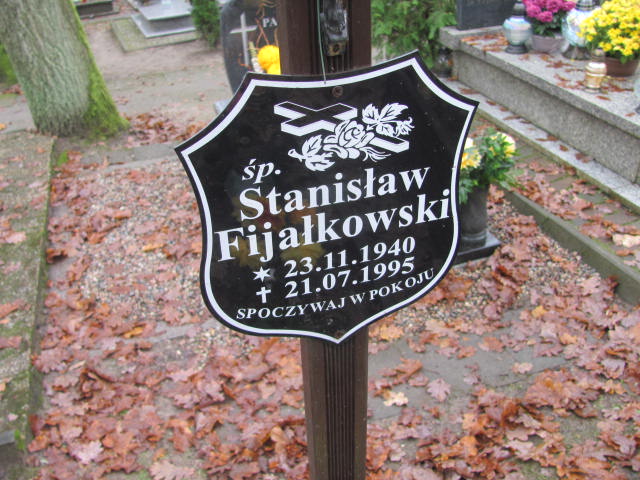 śp.
Stanisław
Fijałkowski
* 23.11.1940
✝ 21.07.1995
SPOCZYWAJ W POKOJU